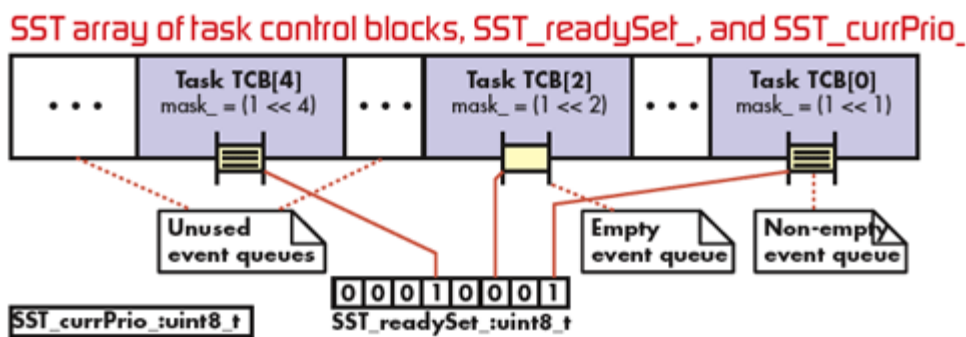 SST array of task control blocks, SST_readySet_, and SST_currPrio_
• • •
Task TCB[4]
mask_ = (1 << 4)
• • •
Task TCB[2]
mask_ = (1 << 2)
• • •
Task TCB[0]
mask_ = (1 << 1)
Unused
event queues
Empty
event queue
Non-empty
event queue
0 0 0 1 0 0 0 1
SST_currPrio_:uint8_t
SST_readySet_:uint8_t